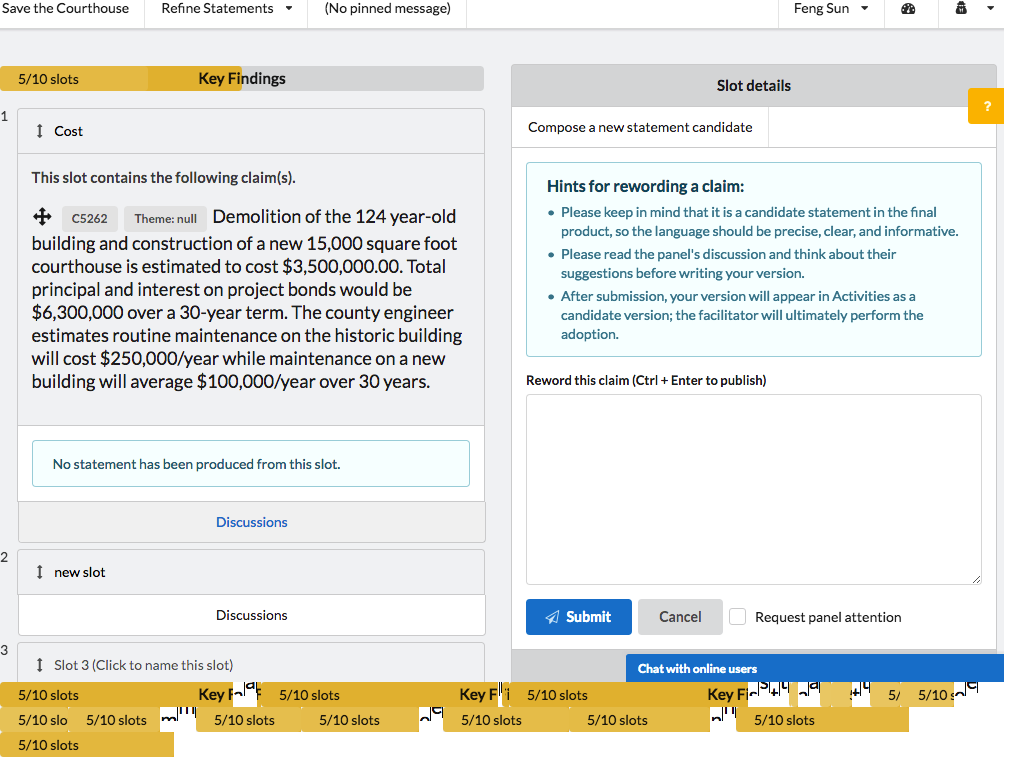 Save the Courthouse Refine Statements (No pinned message) Feng Sun
5/10 slots Key Findings
1
Cost
This slot contains the following claim(s).
C5262 Theme: null Demolition of the 124 year-old
building and construction of a new 15,000 square foot
courthouse is estimated to cost $3,500,000.00. Total
principal and interest on project bonds would be
$6,300,000 over a 30-year term. The county engineer
estimates routine maintenance on the historic building
will cost $250,000/year while maintenance on a new
building will average $100,000/year over 30 years.
No statement has been produced from this slot.
Discussions
2
new slot
Discussions
3
Slot 3 (Click to name this slot)
Slot details
?
Compose a new statement candidate
Hints for rewording a claim:
• Please keep in mind that it is a candidate statement in the final
product, so the language should be precise, clear, and informative.
• Please read the panel's discussion and think about their
suggestions before writing your version.
• After submission, your version will appear in Activities as a
candidate version; the facilitator will ultimately perform the
adoption.
Reword this claim (Ctrl + Enter to publish)
Submit Cancel Request panel attention
Chat with online users
5/10 slots Key 5/10 slots Key 5/10 slots Key 5/ 5/10
5/10 slo 5/10 slots 5/10 slots 5/10 slots 5/10 slots 5/10 slots 5/10 slots
5/10 slots